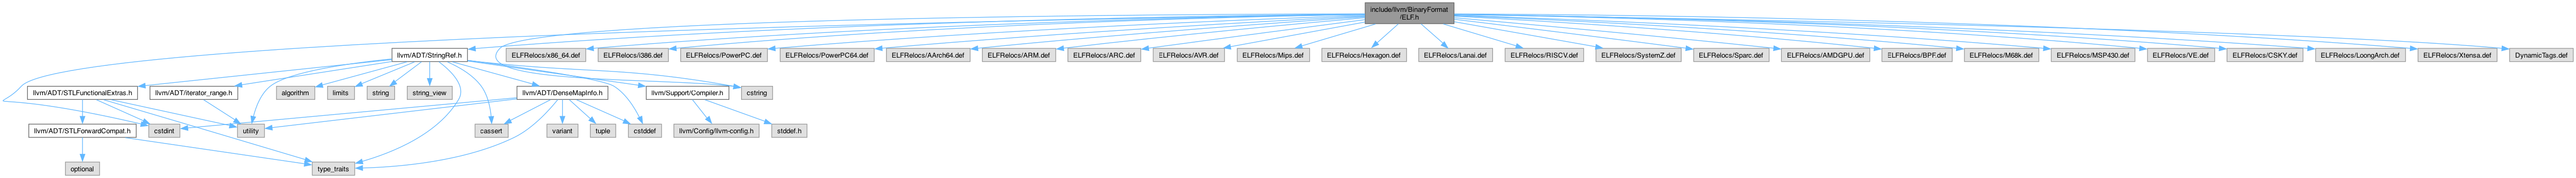 include/llvm/BinaryFormat
/ELF.h
llvm/ADT/StringRef.h
ELFRelocs/x86_64.def
ELFRelocs/i386.def
ELFRelocs/PowerPC.def
ELFRelocs/PowerPC64.def
ELFRelocs/AArch64.def
ELFRelocs/ARM.def
ELFRelocs/ARC.def
ELFRelocs/AVR.def
ELFRelocs/Mips.def
ELFRelocs/Hexagon.def
ELFRelocs/Lanai.def
ELFRelocs/RISCV.def
ELFRelocs/SystemZ.def
ELFRelocs/Sparc.def
ELFRelocs/AMDGPU.def
ELFRelocs/BPF.def
ELFRelocs/M68k.def
ELFRelocs/MSP430.def
ELFRelocs/VE.def
ELFRelocs/CSKY.def
ELFRelocs/LoongArch.def
ELFRelocs/Xtensa.def
DynamicTags.def
llvm/ADT/STLFunctionalExtras.h
llvm/ADT/iterator_range.h
algorithm
limits
string
string_view
llvm/ADT/DenseMapInfo.h
llvm/Support/Compiler.h
cstring
llvm/ADT/STLForwardCompat.h
cstdint
utility
cassert
variant
tuple
cstddef
llvm/Config/llvm-config.h
stddef.h
optional
type_traits